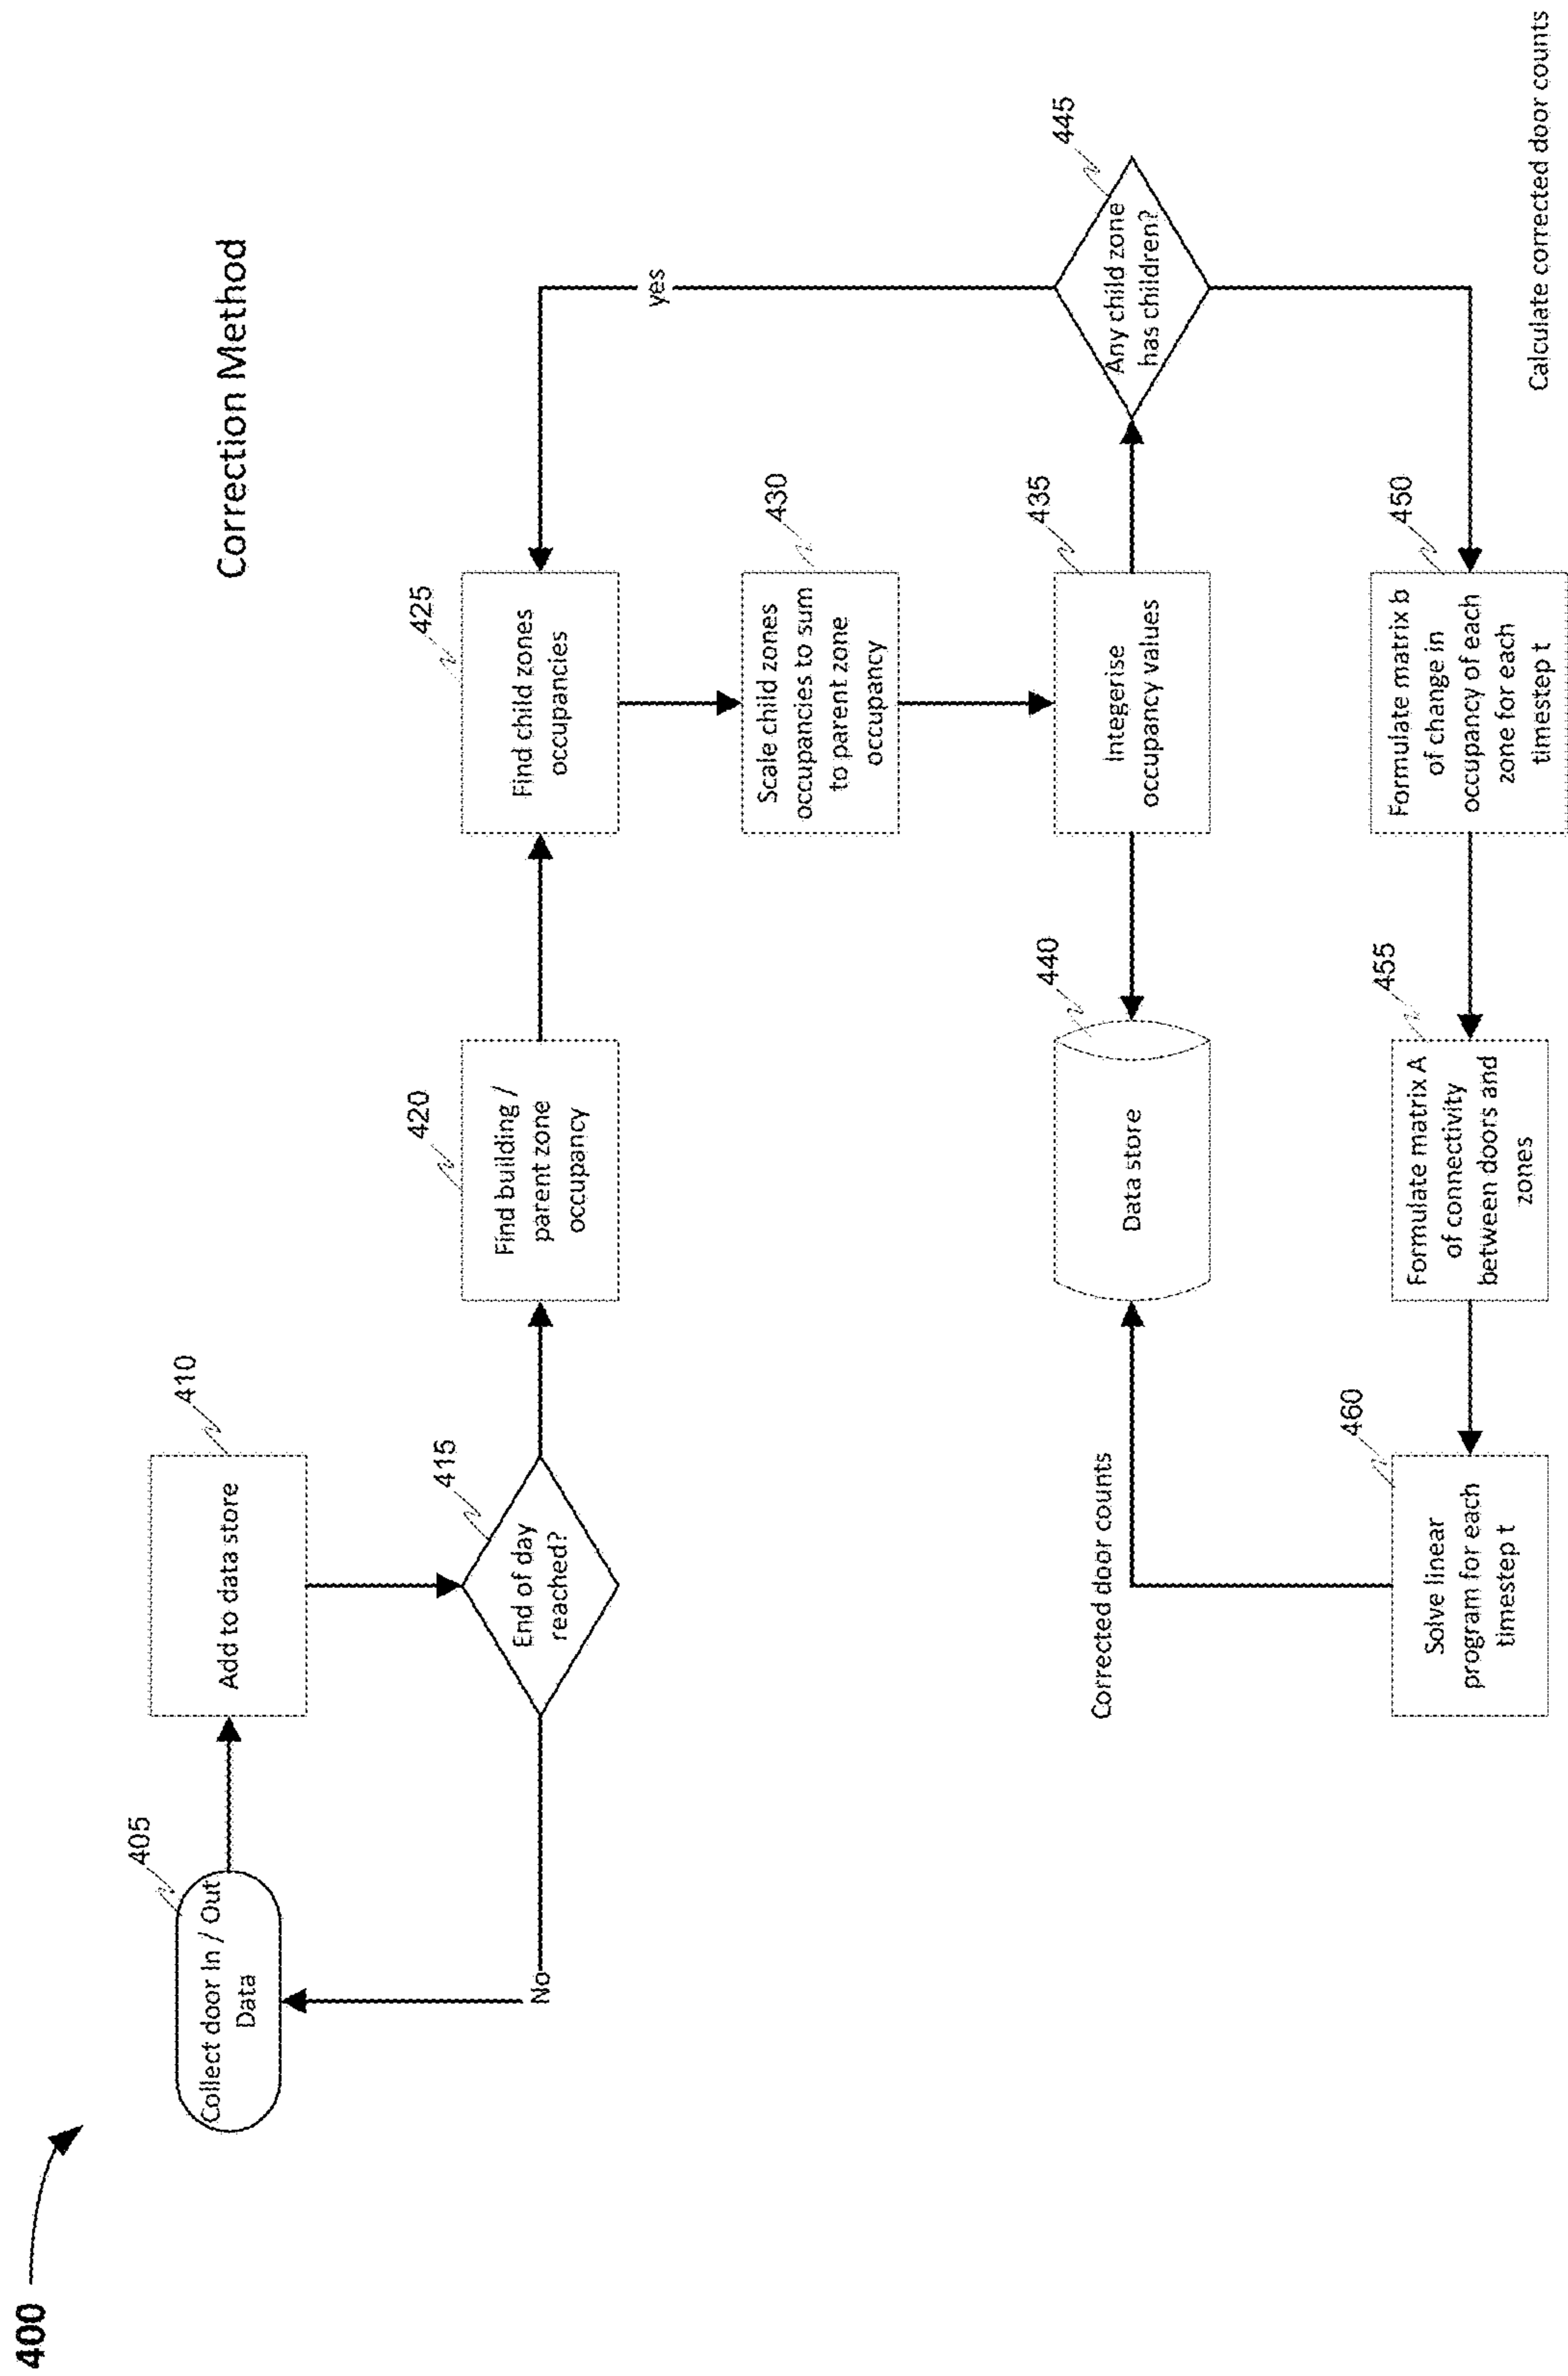 400
Correction Method
405
Collect door In / Out
Data
410
Add to data store
415
End of day
reached?
No
420
Find building /
parent zone
occupancy
425
Find child zones
occupancies
430
Scale child zones
occupancies to sum
to parent zone
occupancy
435
Integerise
occupancy values
440
Data store
445
Any child zone
has children?
yes
450
Formulate matrix b
of change in
occupancy of each
zone for each
timestep t
455
Formulate matrix A
of connectivity
between doors and
zones
460
Solve linear
program for each
timestep t
Corrected door counts
Calculate corrected door counts